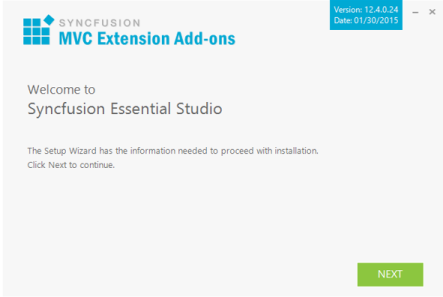 SYNCFUSION
MVC Extension Add-ons
Version: 12.4.0.24
Date: 01/30/2015
Welcome to
Syncfusion Essential Studio
The Setup Wizard has the information needed to proceed with installation.
Click Next to continue.
NEXT